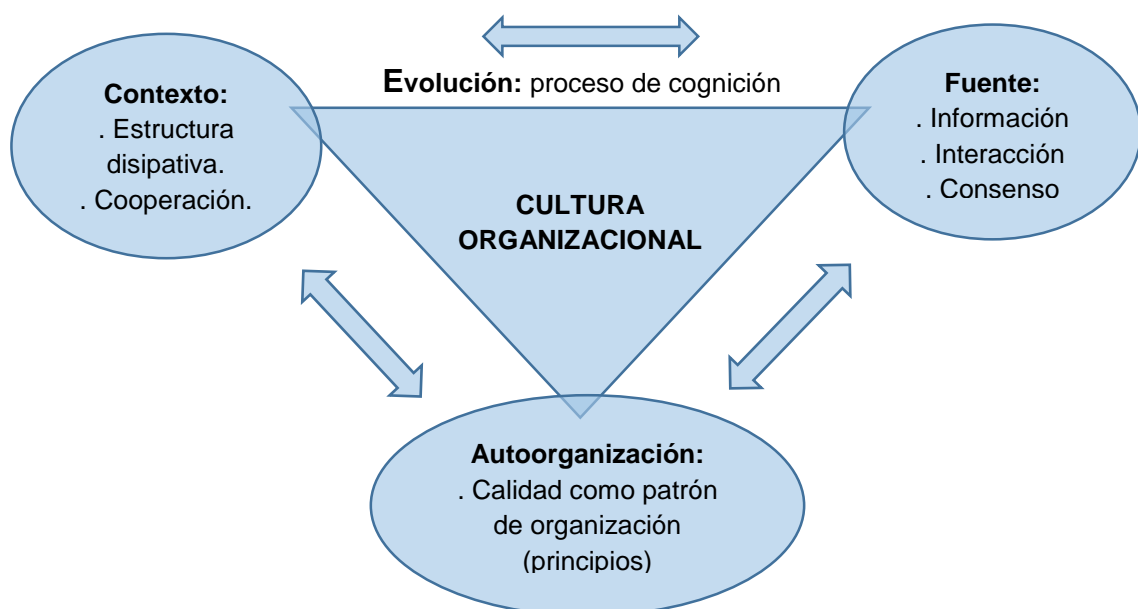 Evolución: proceso de cognición
Contexto:
. Estructura
disipativa.
. Cooperación.
Fuente:
. Información
. Interacción
. Consenso
CULTURA
ORGANIZACIONAL
Autoorganización:
. Calidad como patrón
de organización
(principios)